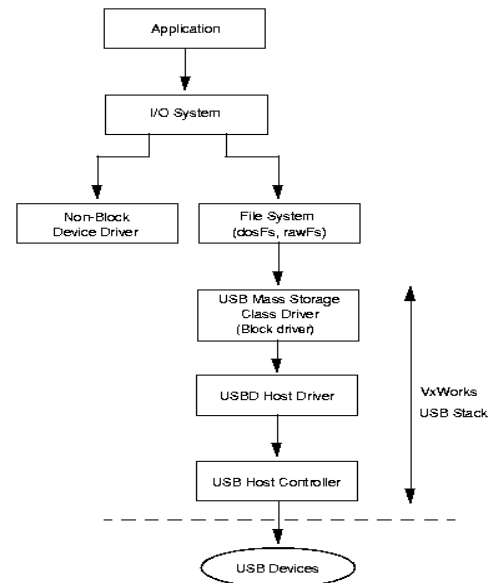 Application
I/O System
Non-Block
Device Driver
File System
(dosFs, rawFs)
USB Mass Storage
Class Driver
(Block driver)
USBD Host Driver
VxWorks
USB Stack
USB Host Controller
USB Devices